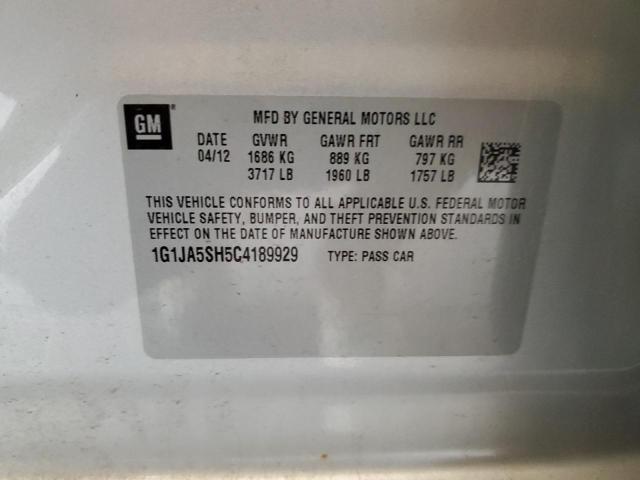 GM
MFD BY GENERAL MOTORS LLC
DATE GVWR GAWR FRT GAWR RR
04/12 1686 KG 889 KG 797 KG
3717 LB 1960 LB 1757 LB
THIS VEHICLE CONFORMS TO ALL APPLICABLE U.S. FEDERAL MOTOR
VEHICLE SAFETY, BUMPER, AND THEFT PREVENTION STANDARDS IN
EFFECT ON THE DATE OF MANUFACTURE SHOWN ABOVE.
1G1JA5SH5C4189929 TYPE: PASS CAR